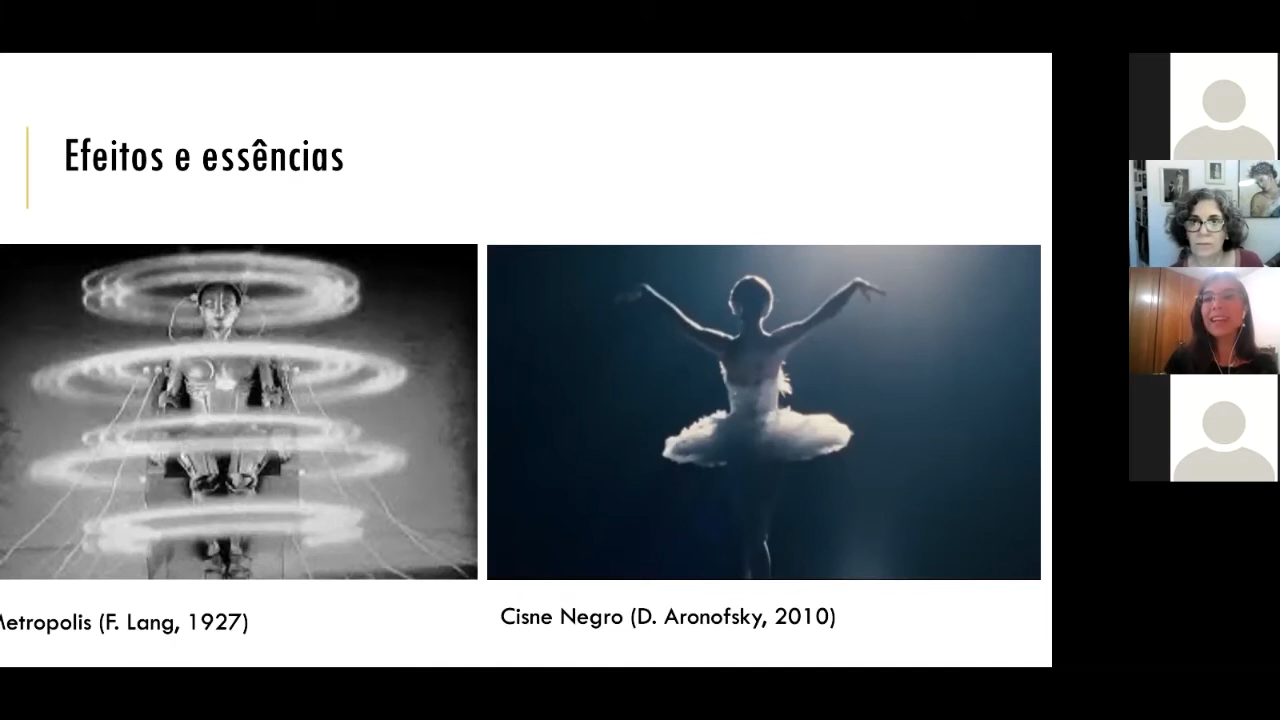 Efeitos e essências
etropolis (F. Lang, 1927)
Cisne Negro (D. Aronofsky, 2010)